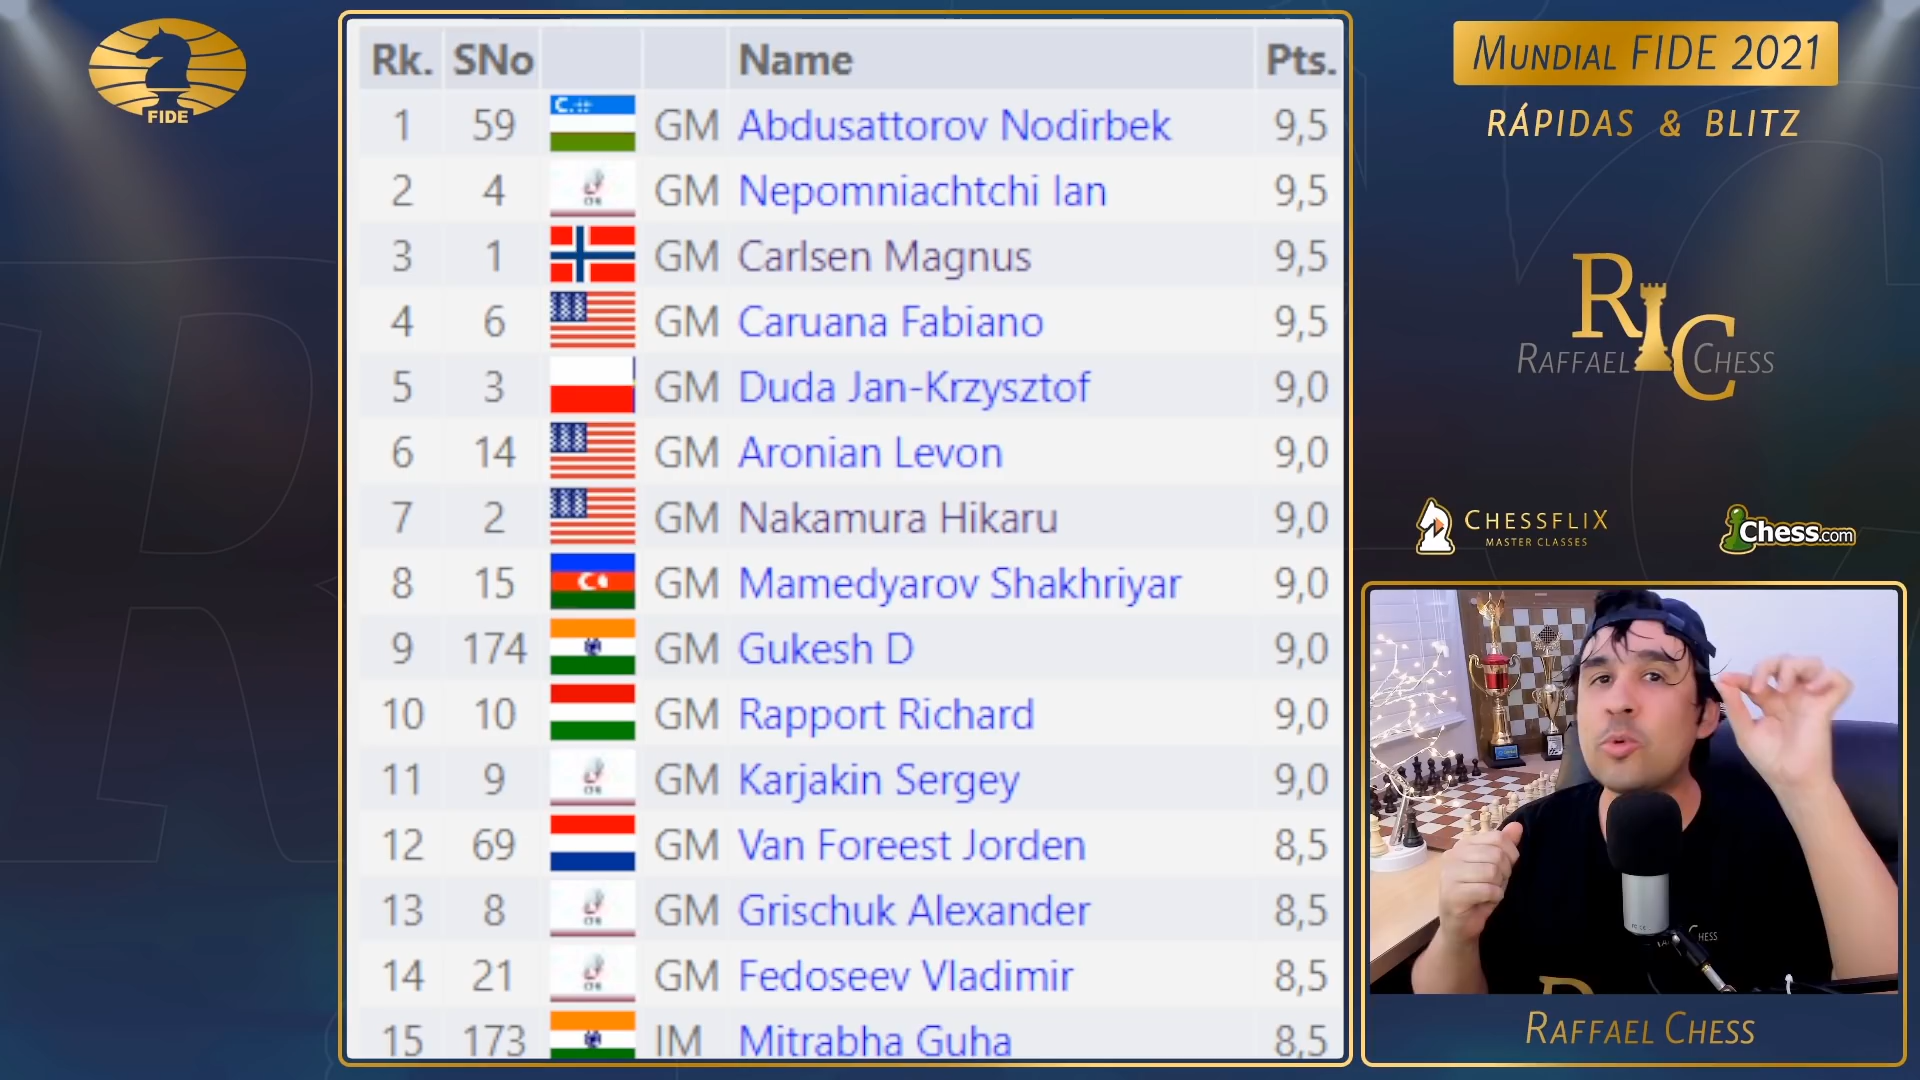 FIDE
Rk. SNo Name Pts.
1 59 GM Abdusattorov Nodirbek 9,5
2 4 GM Nepomniachtchi Ian 9,5
3 1 GM Carlsen Magnus 9,5
4 6 GM Caruana Fabiano 9,5
5 3 GM Duda Jan-Krzysztof 9,0
6 14 GM Aronian Levon 9,0
7 2 GM Nakamura Hikaru 9,0
8 15 GM Mamedyarov Shakhriyar 9,0
9 174 GM Gukesh D 9,0
10 10 GM Rapport Richard 9,0
11 9 GM Karjakin Sergey 9,0
12 69 GM Van Foreest Jorden 8,5
13 8 GM Grischuk Alexander 8,5
14 21 GM Fedoseev Vladimir 8,5
15 173 IM Mitrabha Guha 8,5
MUNDIAL FIDE 2021
RÁPIDAS & BLITZ
RC
RAFFAEL CHESS
CHESSFLIX
MASTER CLASSES
Chess.com
RAFFAEL CHESS